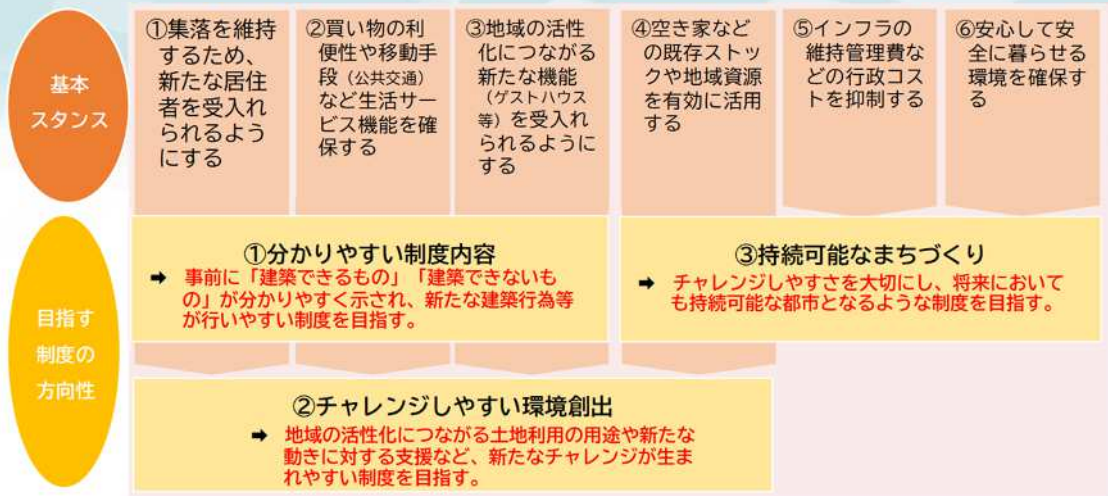 基本
スタンス
①集落を維持
するため、
新たな居住
者を受入れ
られるよう
にする
②買い物の利
便性や移動手
段（公共交通）
など生活サー
ビス機能を確
保する
③地域の活性
化につながる
新たな機能
（ゲストハウス
等）を受入れ
られるように
する
④空き家など
の既存ストッ
クや地域資源
を有効に活用
する
⑤インフラの
維持管理費な
どの行政コス
トを抑制する
⑥安心して安
全に暮らせる
環境を確保す
る
目指す
制度の
方向性
①分かりやすい制度内容
➡ 事前に「建築できるもの」「建築できないも
の」が分かりやすく示され、新たな建築行為等
が行いやすい制度を目指す。
③持続可能なまちづくり
➡ チャレンジしやすさを大切にし、将来において
も持続可能な都市となるような制度を目指す。
②チャレンジしやすい環境創出
➡ 地域の活性化につながる土地利用の用途や新たな
動きに対する支援など、新たなチャレンジが生ま
れやすい制度を目指す。